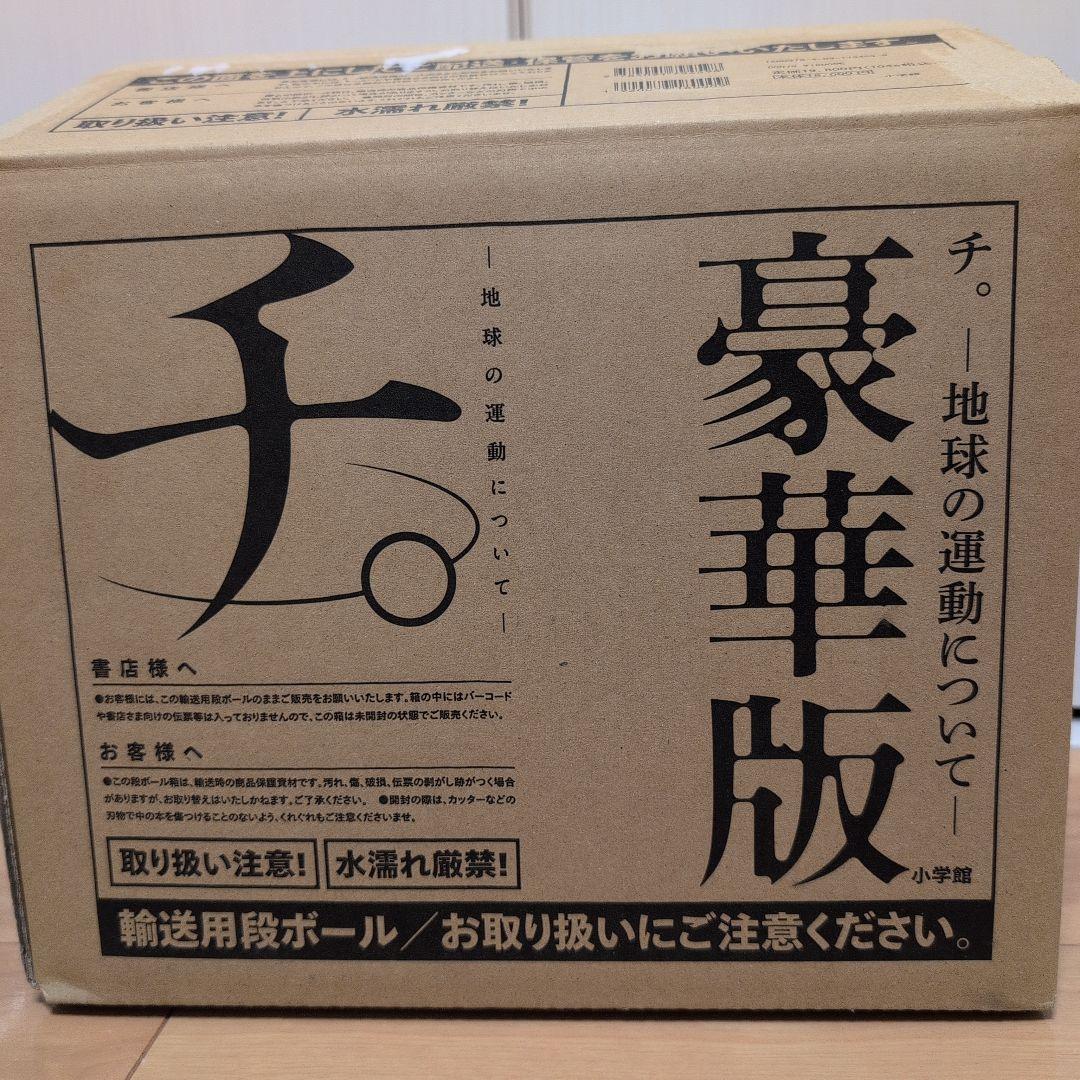 取り扱い注意!
水濡れ厳禁!
お客様へ
小学館
チ。
―地球の運動について―
豪華版
チ。―地球の運動について―
小学館
書店様へ
●お客様には、この輸送用段ボールのままご販売をお願いいたします。箱の中にはバーコード
や書店さま向けの伝票等は入っておりませんので、この箱は未開封の状態でご販売ください。
お客様へ
●この段ボール箱は、輸送時の商品保護資材です。汚れ、傷、破損、伝票の剥がし跡がつく場合
がありますが、お取り替えはいたしかねます。ご了承ください。 ●開封の際は、カッターなどの
刃物で中の本を傷つけることのないよう、くれぐれもご注意くださいませ。
取り扱い注意!
水濡れ厳禁!
輸送用段ボール/お取り扱いにご注意ください。